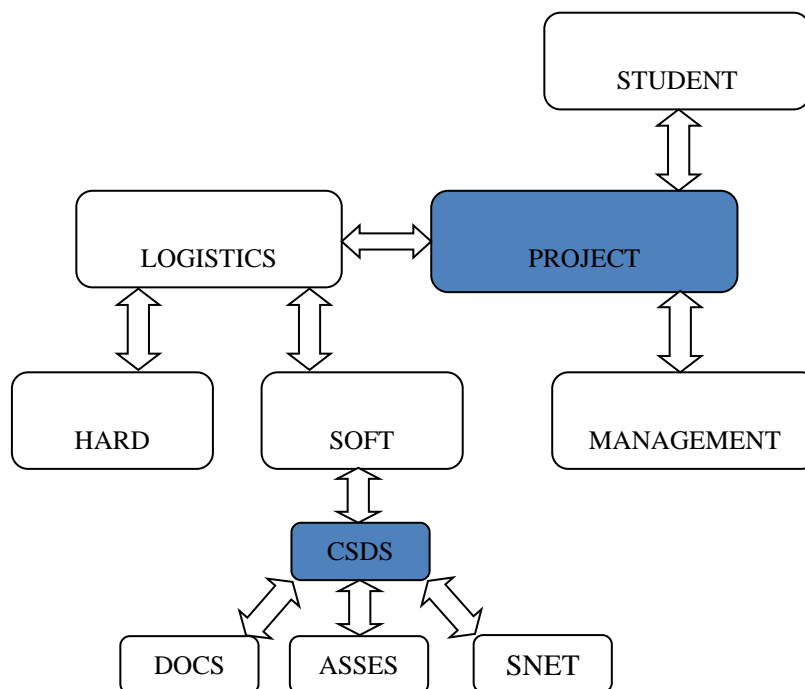 STUDENT
LOGISTICS
PROJECT
HARD
SOFT
MANAGEMENT
CSDS
DOCS
ASSES
SNET